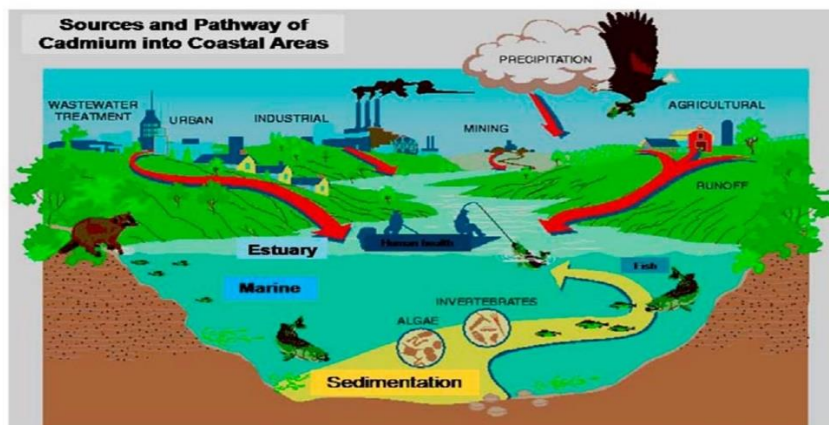 Sources and Pathway of
Cadmium into Coastal Areas
PRECIPITATION
WASTEWATER
TREATMENT
URBAN
INDUSTRIAL
MINING
AGRICULTURAL
RUNOFF
Estuary
Human health
Fish
Marine
INVERTEBRATES
ALGAE
Sedimentation